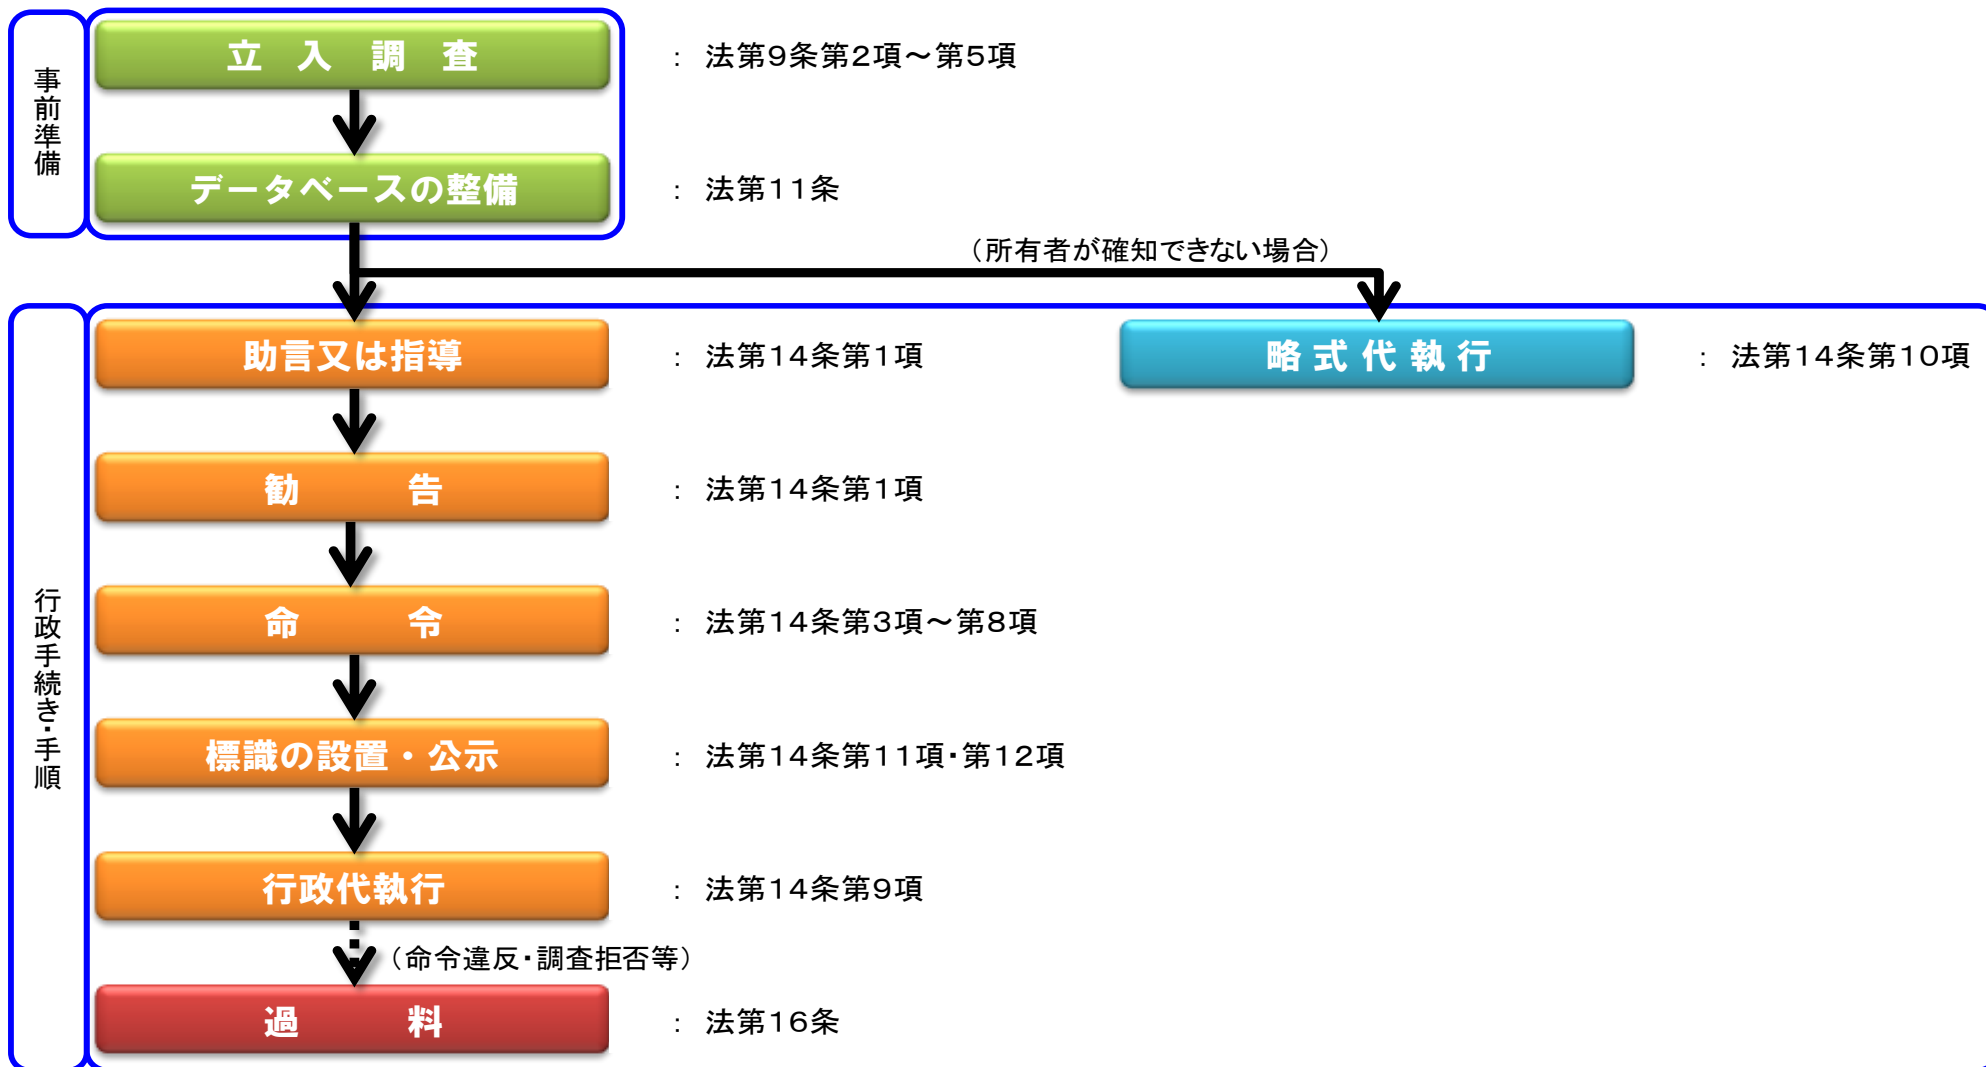 事前準備
立入調査
： 法第9条第2項～第5項
データベースの整備
： 法第11条
（所有者が確知できない場合）
行政手続き・手順
助言又は指導
： 法第14条第1項
略式代執行
： 法第14条第10項
勧告
： 法第14条第1項
命令
： 法第14条第3項～第8項
標識の設置・公示
： 法第14条第11項・第12項
行政代執行
： 法第14条第9項
（命令違反・調査拒否等）
過料
： 法第16条